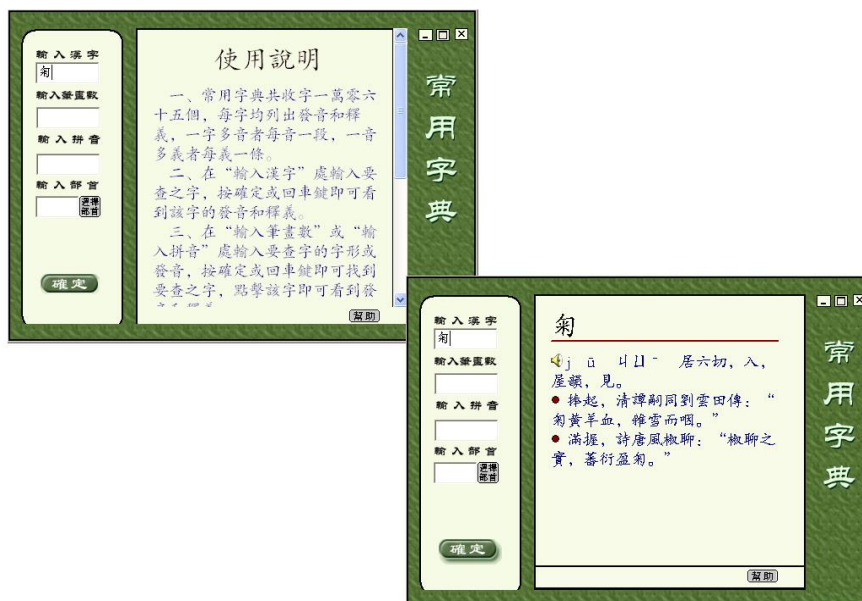 輸入漢字
匊
輸入筆畫數
輸入拼音
輸入部首
選擇
部首
確定
使用說明
一、常用字典共收字一萬零六
十五個，每字均列出發音和釋
義，一字多音者每音一段，一音
多義者每義一條。
二、在“輸入漢字”處輸入要
查之字，按確定或回車鍵即可看
到該字的發音和釋義。
三、在“輸入筆畫數”或“輸
入拼音”處輸入要查字的字形或
發音，按確定或回車鍵即可找到
要查之字，點擊該字即可看到發
幫助
常用字典
輸入漢字
匊
輸入筆畫數
輸入拼音
輸入部首
選擇
部首
確定
匊
jū ㄐㄩˉ 居六切，入，
屋韻，見。
● 捧起，清譚嗣同劉雲田傳：“
匊黃羊血，雜雪而咽。”
● 滿握，詩唐風椒聊：“椒聊之
實，蕃衍盈匊。”
幫助
常用字典